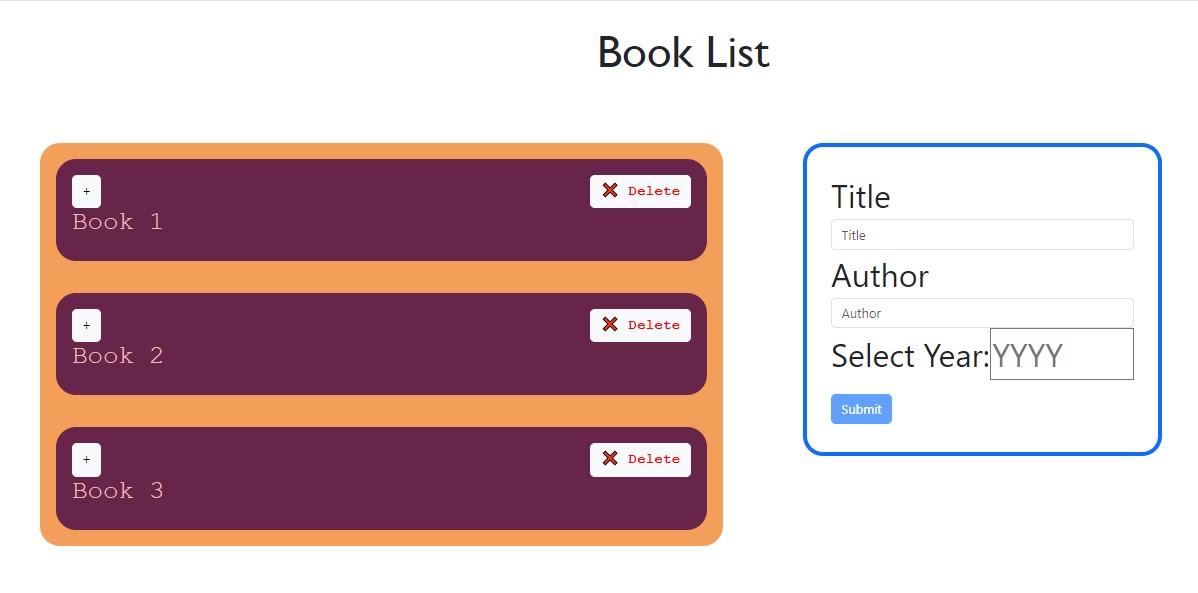 Book List
+
❌ Delete
Book 1
+
❌ Delete
Book 2
+
❌ Delete
Book 3
Title
Title
Author
Author
Select Year: YYYY
Submit